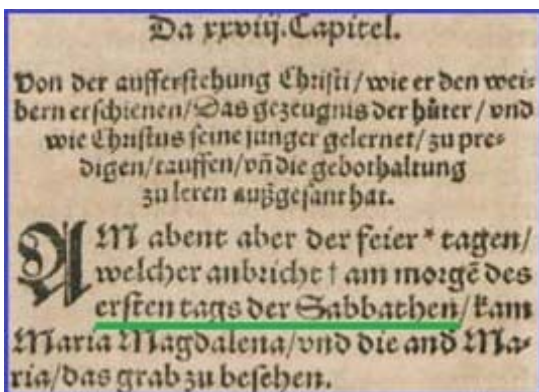 Da xxviij. Capitel.
Von der aufferstehung Christi/ wie er den wei-
bern erschienen/ Das gezeugnis der hüter / vnd
wie Christus seine junger gelernet/ zu pre-
digen/ tauffen/ vñ die gebothaltung
zu leren außgesant hat.
AM abent aber der feier * tagen/
welcher anbricht † am morgẽ des
ersten tags der Sabbathen/ kam
Maria Magdalena/ vnd die and Ma-
ria/ das grab zu besehen.